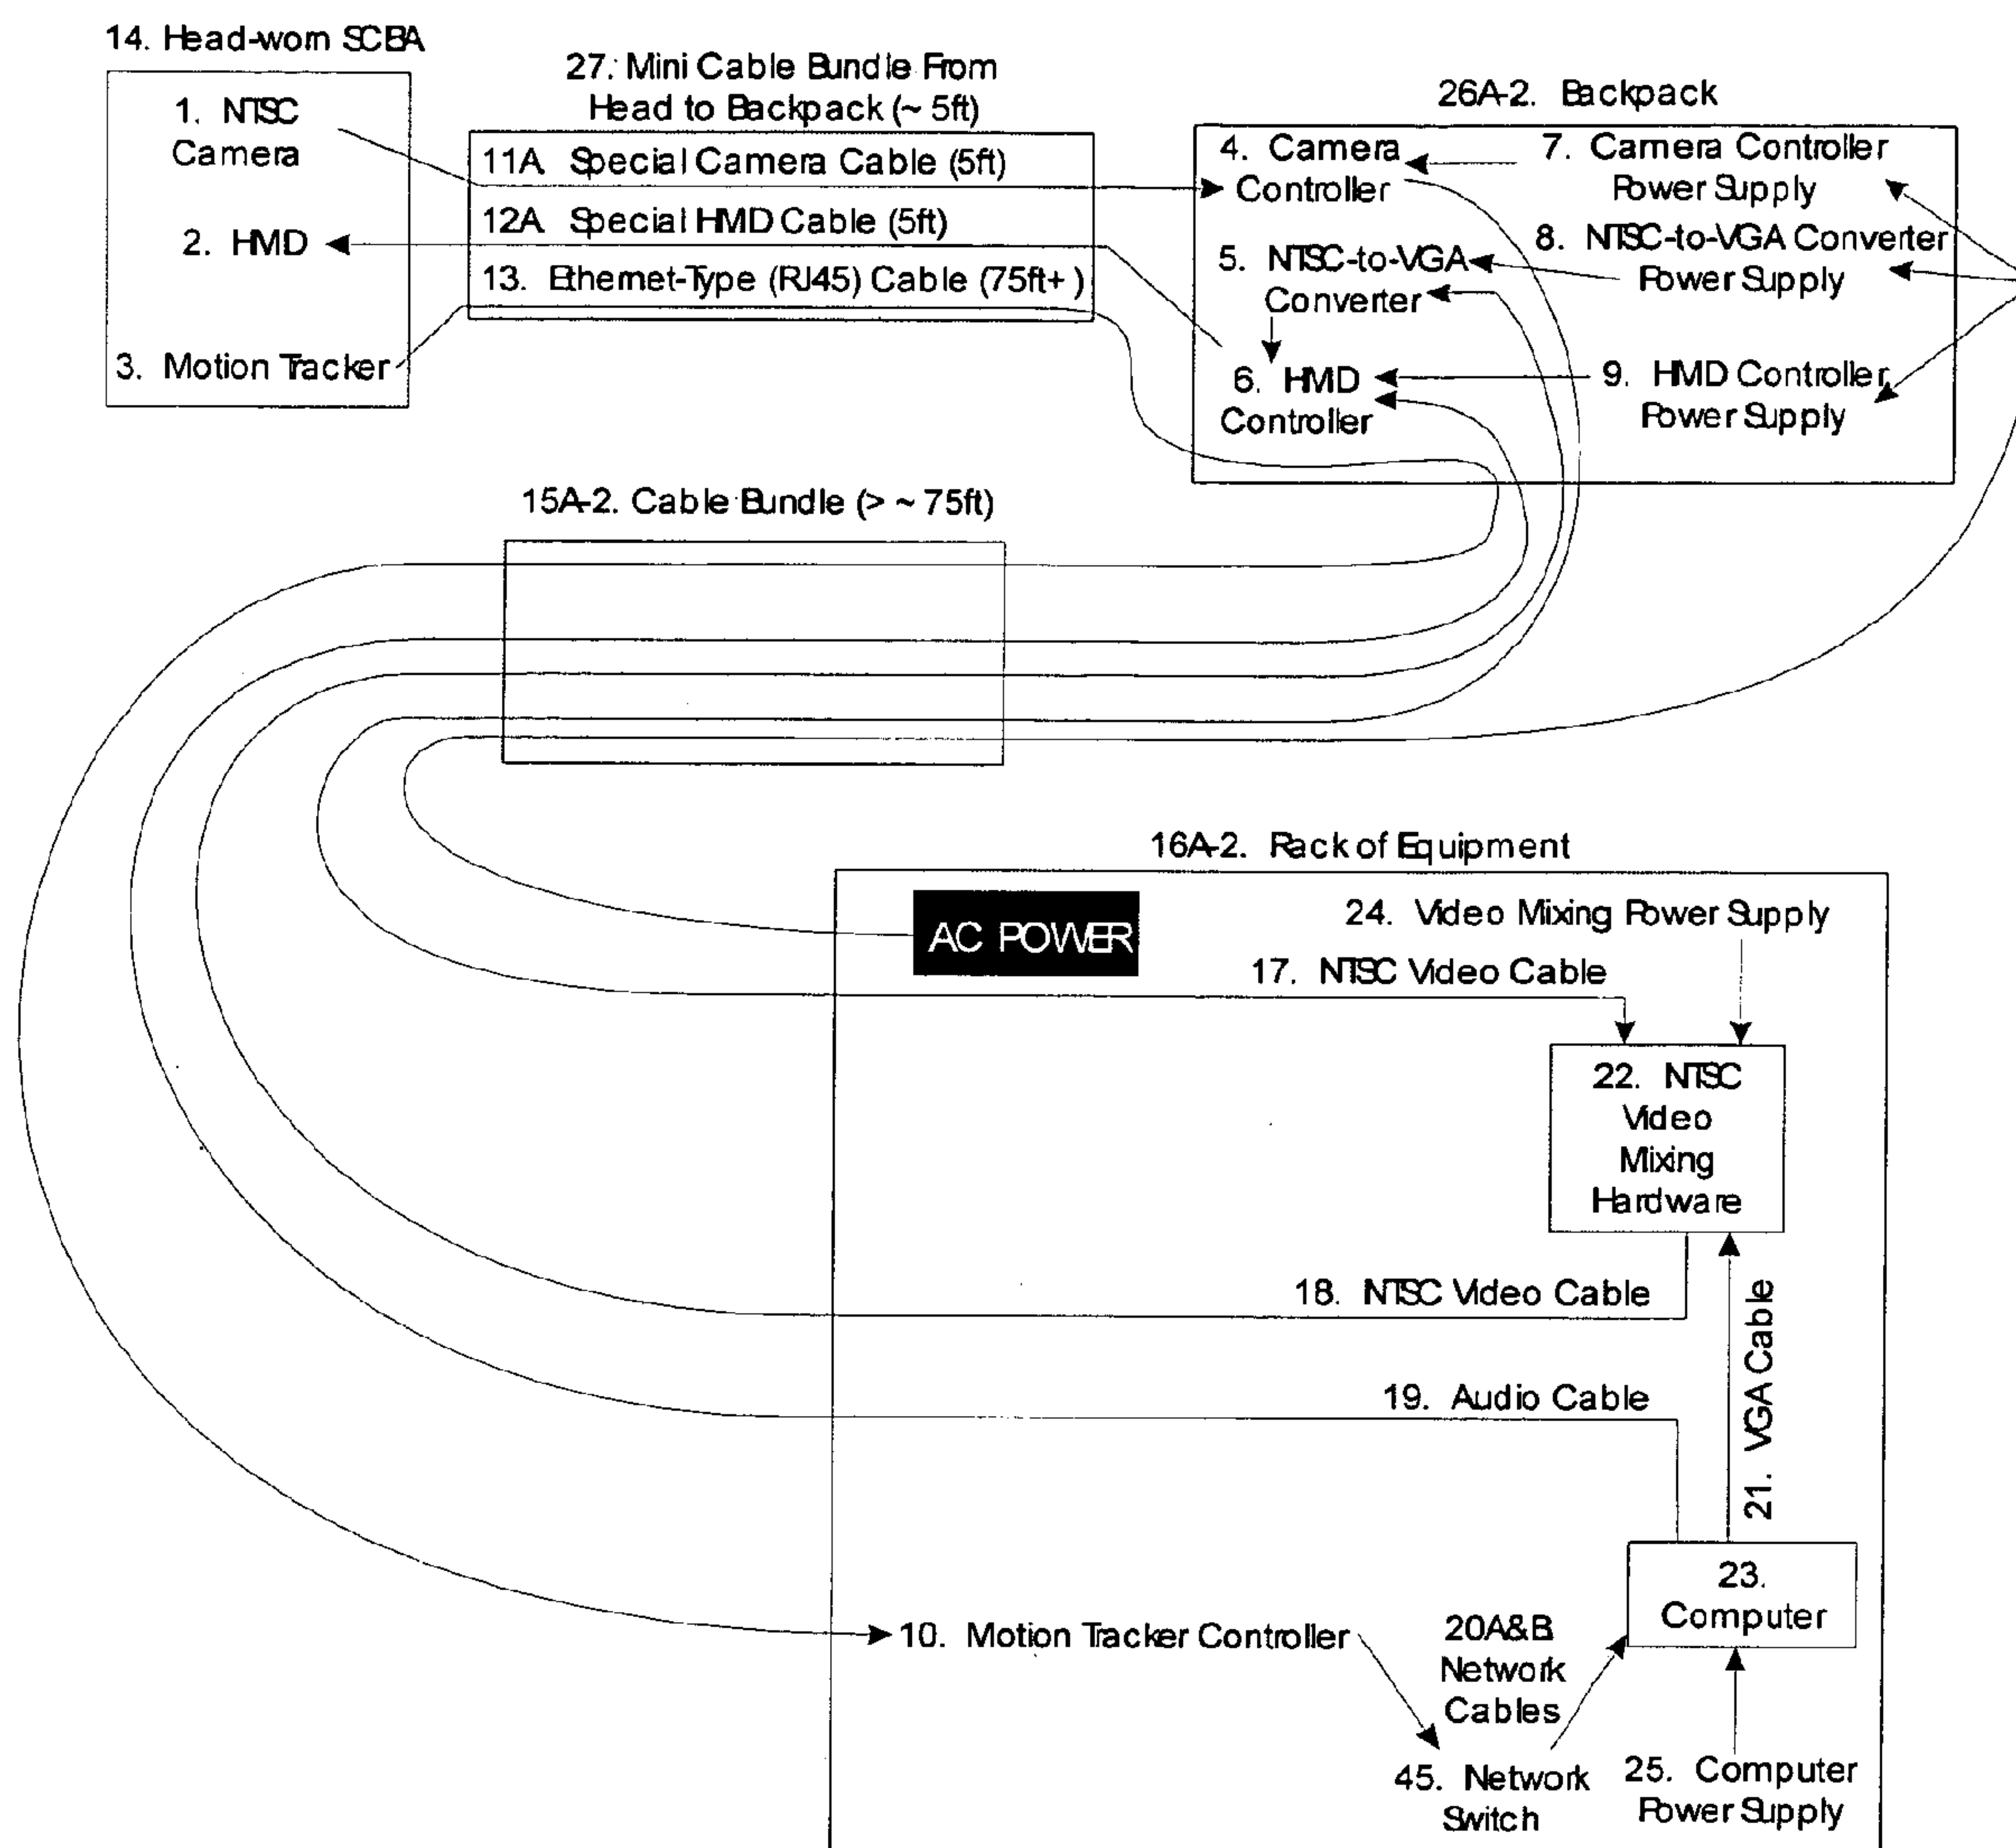 14. Head-worn SCBA
1. NTSC
Camera
2. HMD
3. Motion Tracker
27. Mini Cable Bundle From
Head to Backpack (~ 5ft)
11A Special Camera Cable (5ft)
12A Special HMD Cable (5ft)
13. Ethernet-Type (RJ45) Cable (75ft+ )
26A-2. Backpack
4. Camera
Controller
7. Camera Controller
Power Supply
5. NTSC-to-VGA
Converter
8. NTSC-to-VGA Converter
Power Supply
6. HMD
Controller
9. HMD Controller
Power Supply
15A-2. Cable Bundle (> ~ 75ft)
16A-2. Rack of Equipment
AC POWER
24. Video Mixing Power Supply
17. NTSC Video Cable
22. NTSC
Video
Mixing
Hardware
18. NTSC Video Cable
21. VGA Cable
19. Audio Cable
23.
Computer
10. Motion Tracker Controller
20A&B
Network
Cables
45. Network
Switch
25. Computer
Power Supply